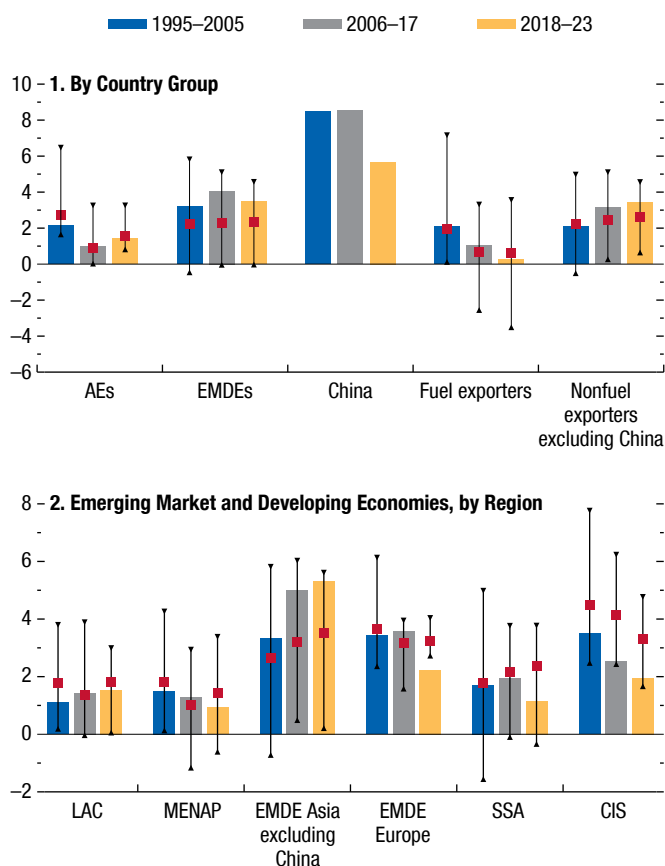 1995–2005 2006–17 2018–23
1. By Country Group
10
8
6
4
2
0
−2
−4
−6
AEs EMDEs China Fuel exporters Nonfuel
exporters
excluding China
2. Emerging Market and Developing Economies, by Region
8
6
4
2
0
−2
LAC MENAP EMDE Asia EMDE SSA CIS
excluding Europe
China